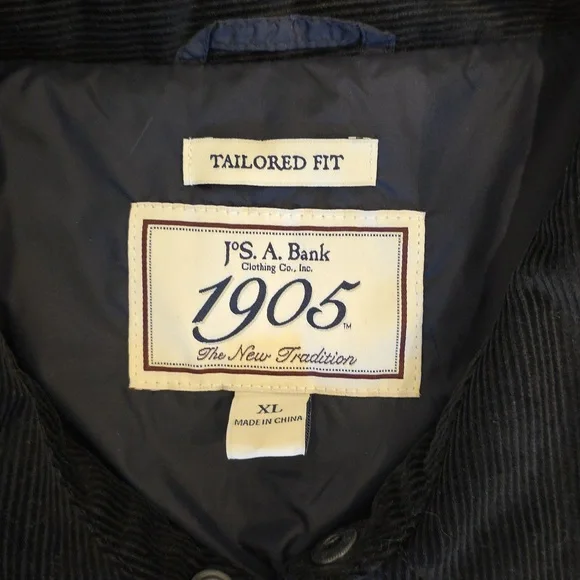 TAILORED FIT
JoS. A. Bank
Clothing Co., Inc.
1905™
The New Tradition
XL
MADE IN CHINA